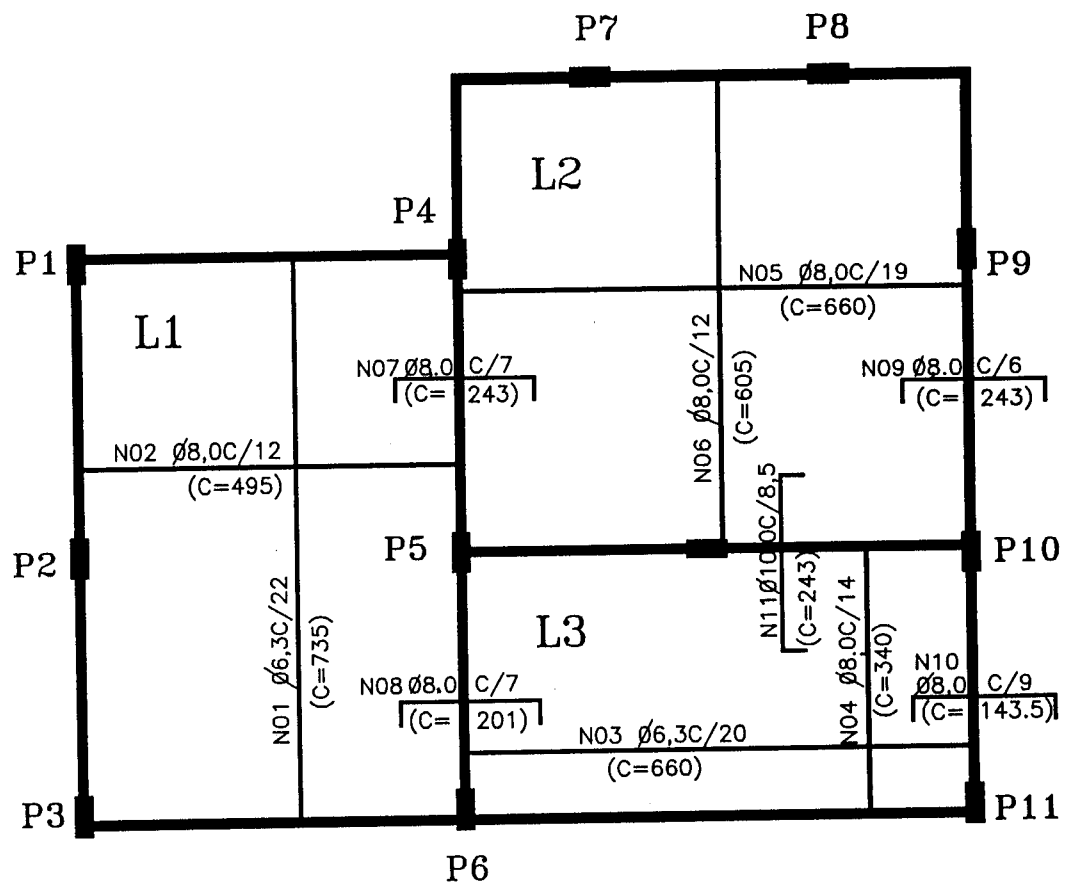 P7
P8
L2
P4
P1
P9
N05 Ø8,0C/19
(C=660)
L1
N06 Ø8,0C/12
(C=605)
N07 Ø8.0 C/7
(C= 243)
N09 Ø8.0 C/6
(C= 243)
N02 Ø8,0C/12
(C=495)
P2
P5
P10
N11Ø10,0C/8,5
(C=243)
N01 Ø6,3C/22
(C=735)
L3
N04 Ø8.0C/14
(C=340)
N10
Ø8,0 C/9
(C= 143.5)
N08 Ø8.0 C/7
(C= 201)
N03 Ø6,3C/20
(C=660)
P3
P11
P6